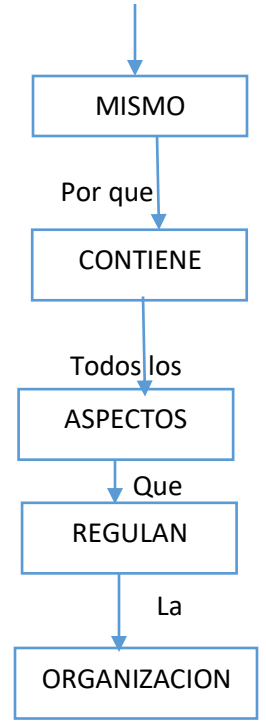 MISMO
Por que
CONTIENE
Todos los
ASPECTOS
Que
REGULAN
La
ORGANIZACION